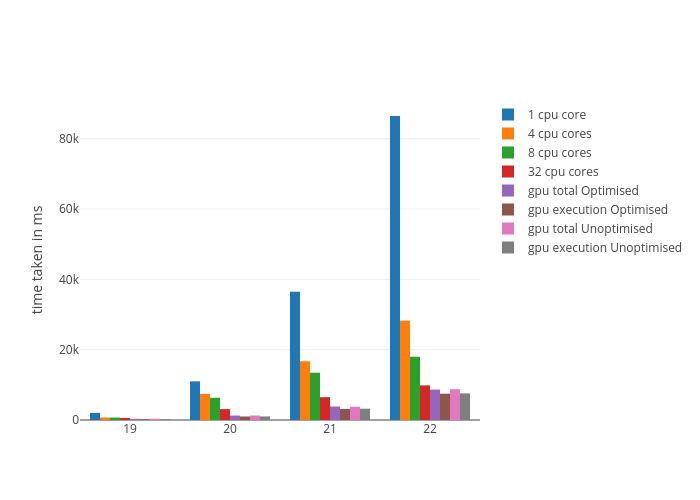 1 cpu core
4 cpu cores
8 cpu cores
32 cpu cores
gpu total Optimised
gpu execution Optimised
gpu total Unoptimised
gpu execution Unoptimised
80k
60k
40k
20k
0
time taken in ms
19 20 21 22